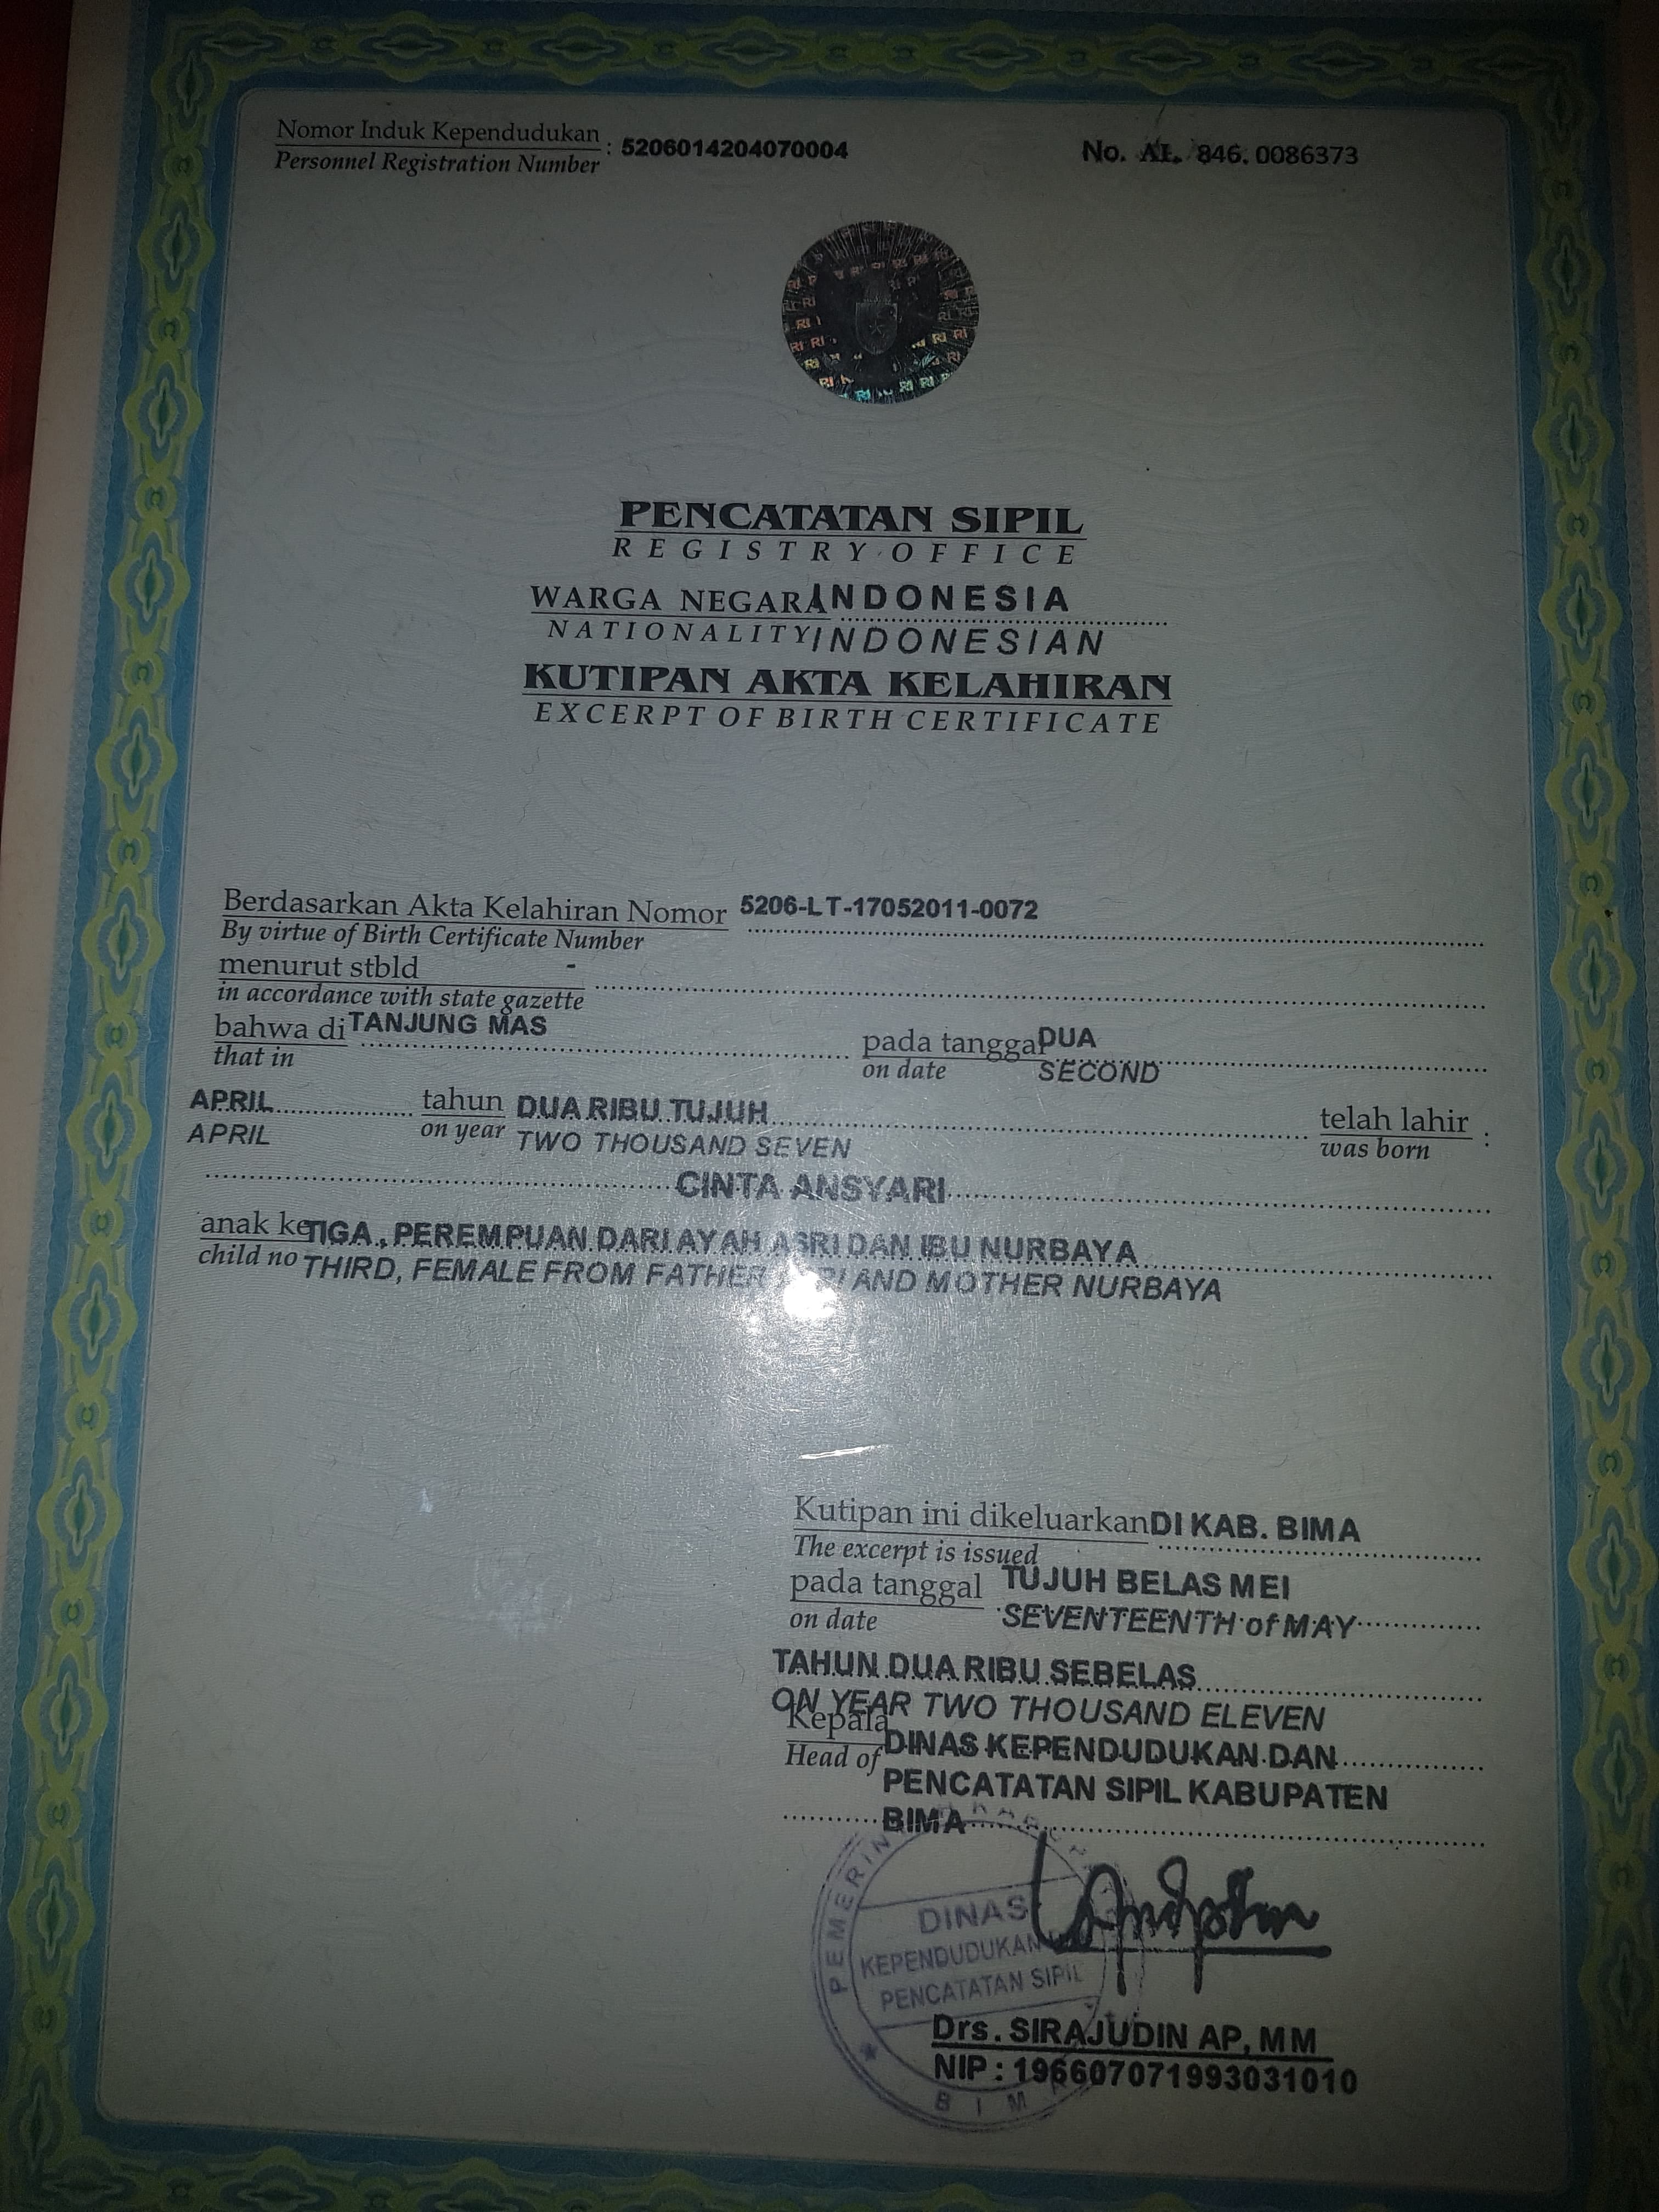 Nomor Induk Kependudukan : 5206014204070004
Personnel Registration Number
No. AL. 846. 0086373
PENCATATAN SIPIL
REGISTRY OFFICE
WARGA NEGARA INDONESIA
NATIONALITY INDONESIAN
KUTIPAN AKTA KELAHIRAN
EXCERPT OF BIRTH CERTIFICATE
Berdasarkan Akta Kelahiran Nomor 5206-LT-17052011-0072
By virtue of Birth Certificate Number
menurut stbld -
in accordance with state gazette
bahwa di TANJUNG MAS pada tanggal DUA
that in on date SECOND
APRIL tahun DUA RIBU TUJUH telah lahir :
APRIL on year TWO THOUSAND SEVEN was born
CINTA ANSYARI
anak ke TIGA, PEREMPUAN DARI AYAH ASRI DAN IBU NURBAYA
child no THIRD, FEMALE FROM FATHER AND MOTHER NURBAYA
Kutipan ini dikeluarkan DI KAB. BIMA
The excerpt is issued
pada tanggal TUJUH BELAS MEI
on date SEVENTEENTH of MAY
TAHUN DUA RIBU SEBELAS
ON YEAR TWO THOUSAND ELEVEN
Kepala DINAS KEPENDUDUKAN DAN
Head of
PENCATATAN SIPIL KABUPATEN
BIMA
DINAS
KEPENDUDUKAN
PENCATATAN SIPIL
BIMA
Drs. SIRAJUDIN AP, MM
NIP : 196607071993031010